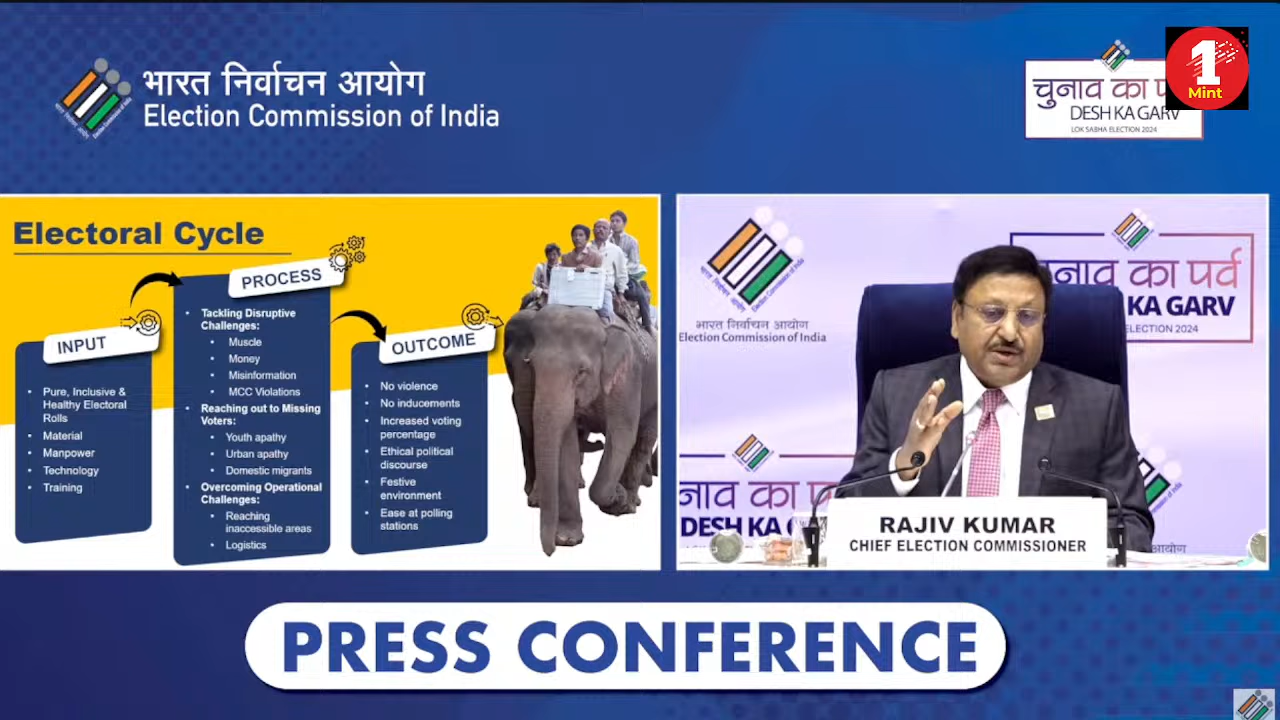 भारत निर्वाचन आयोग
Election Commission of India
चुनाव का
DESH KA GARV
LOK SABHA ELECTION 2024
1
Mint
Electoral Cycle
INPUT
• Pure, Inclusive &
Healthy Electoral
Rolls
• Material
• Manpower
• Technology
• Training
PROCESS
• Tackling Disruptive
Challenges:
• Muscle
• Money
• Misinformation
• MCC Violations
• Reaching out to Missing
Voters:
• Youth apathy
• Urban apathy
• Domestic migrants
• Overcoming Operational
Challenges:
• Reaching
inaccessible areas
• Logistics
OUTCOME
• No violence
• No inducements
• Increased voting
percentage
• Ethical political
discourse
• Festive
environment
• Ease at polling
stations
भारत निर्वाचन आयोग
Election Commission of India
का पर्व
KA GARV
ELECTION 2024
का
DESH KA
आयोग
RAJIV KUMAR
CHIEF ELECTION COMMISSIONER
PRESS CONFERENCE